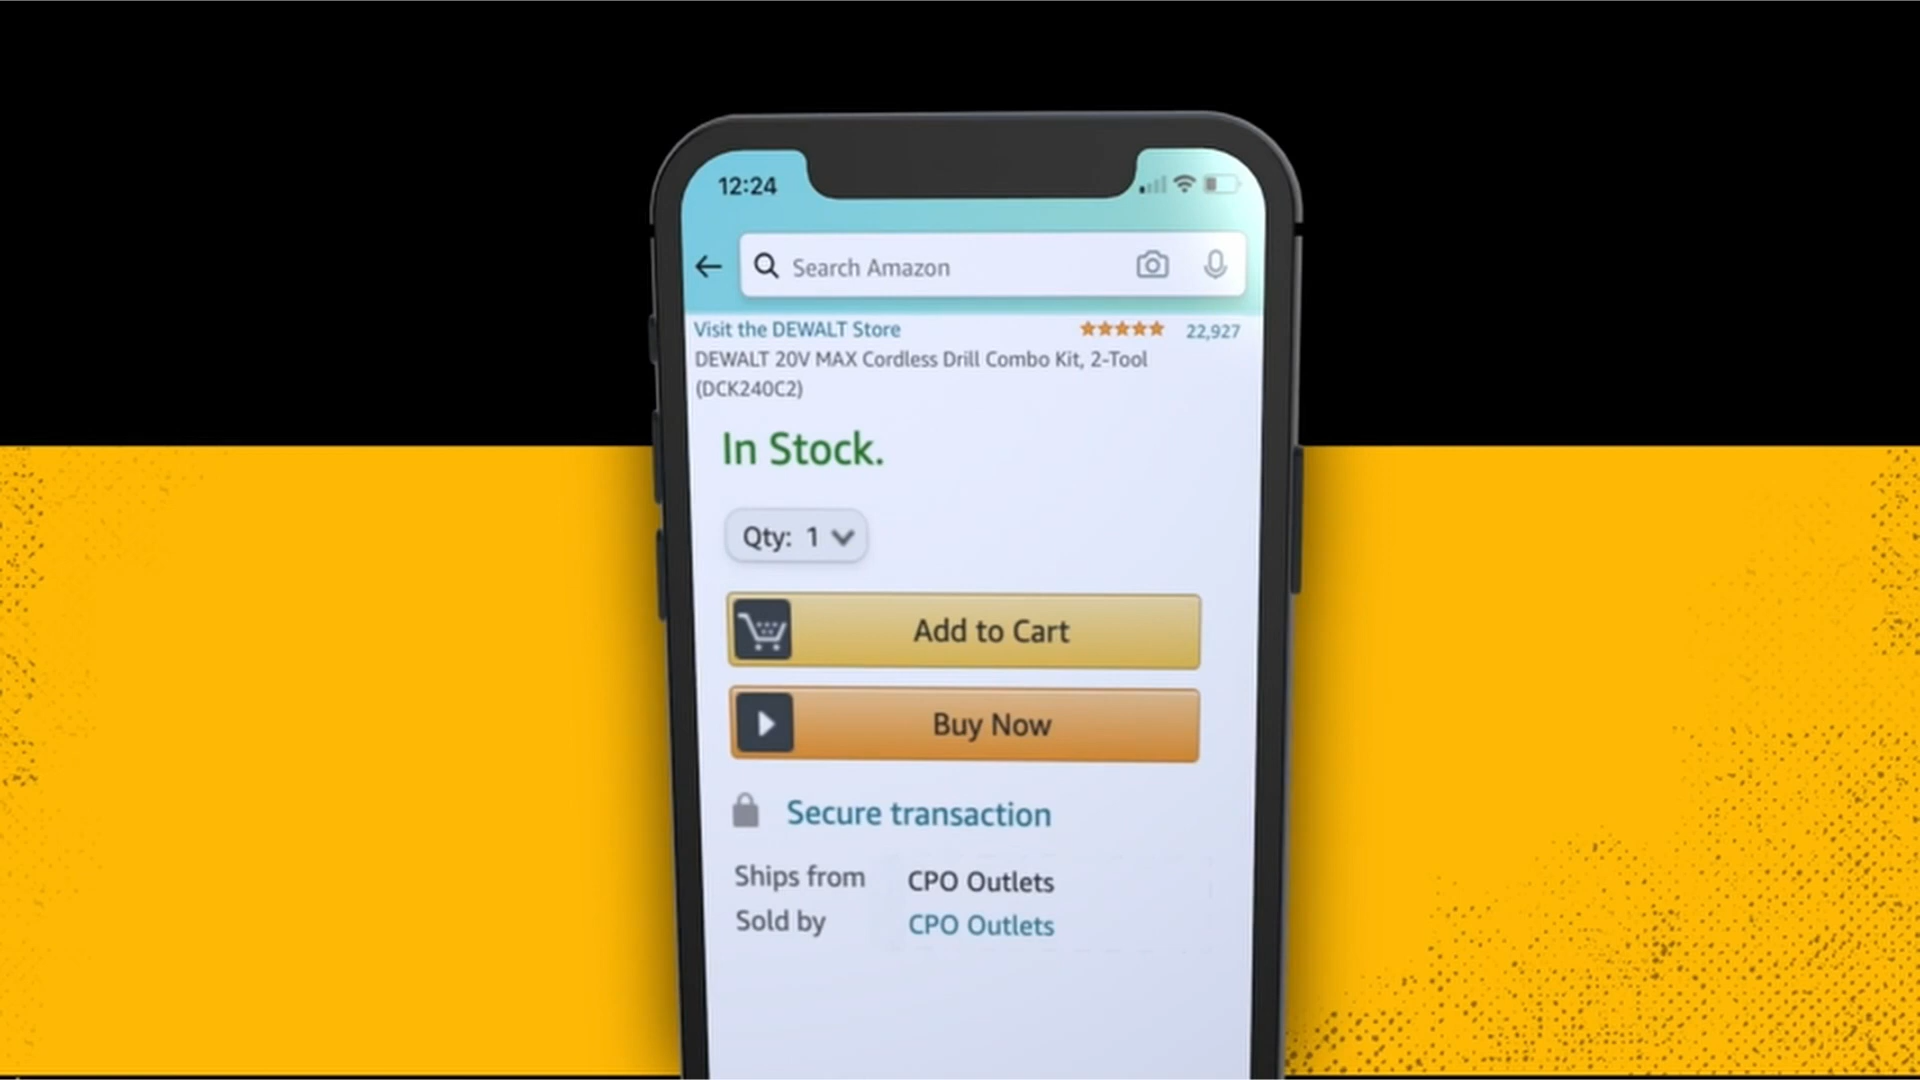 12:24
Search Amazon
Visit the DEWALT Store 22,927
DEWALT 20V MAX Cordless Drill Combo Kit, 2-Tool
(DCK240C2)
In Stock.
Qty: 1
Add to Cart
Buy Now
Secure transaction
Ships from CPO Outlets
Sold by CPO Outlets